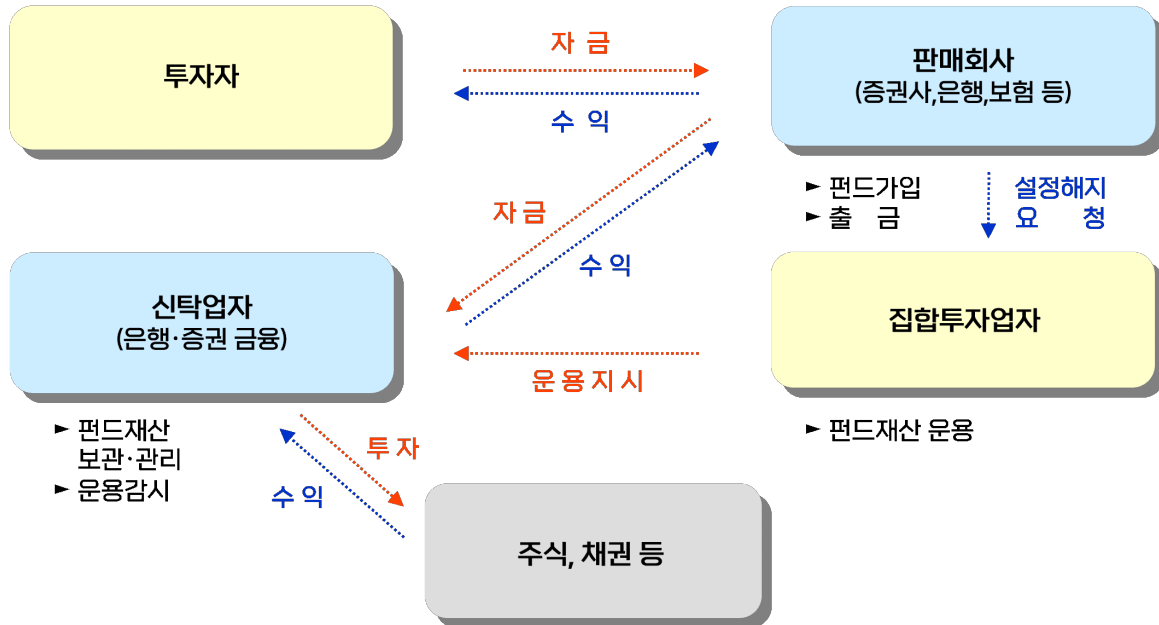 투자자
자 금
수 익
판매회사
(증권사,은행,보험 등)
► 펀드가입
► 출 금
설정해지
요 청
자 금
수 익
신탁업자
(은행·증권 금융)
집합투자업자
운 용 지 시
► 펀드재산
보관·관리
► 운용감시
투 자
수 익
► 펀드재산 운용
주식, 채권 등